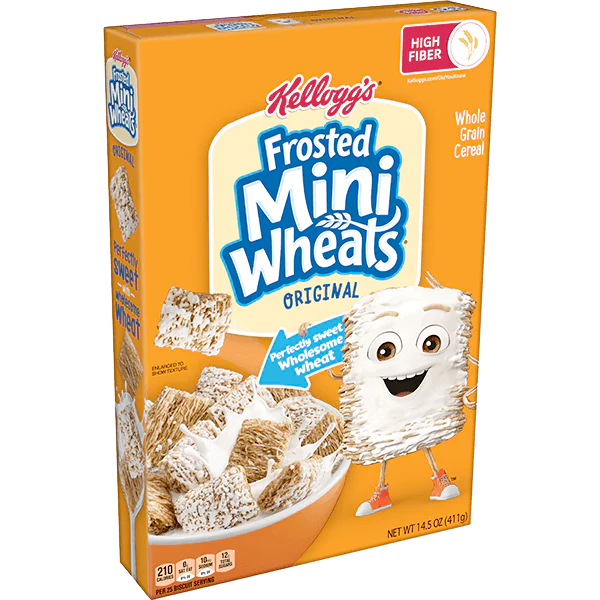 Kellogg's
Frosted
Mini
Wheats
ORIGINAL
Perfectly
sweet
wholesome
wheat
HIGH
FIBER
Kelloggs.com/DidYouKnow
Kellogg's®
Whole
Grain
Cereal
Frosted
Mini
Wheats®
ORIGINAL
Perfectly sweet
Wholesome
wheat
ENLARGED TO
SHOW TEXTURE
™
NET WT 14.5 OZ (411g)
210
CALORIES
0g
SAT FAT
0% DV
10mg
SODIUM
0% DV
12g
TOTAL
SUGARS
PER 25 BISCUIT SERVING